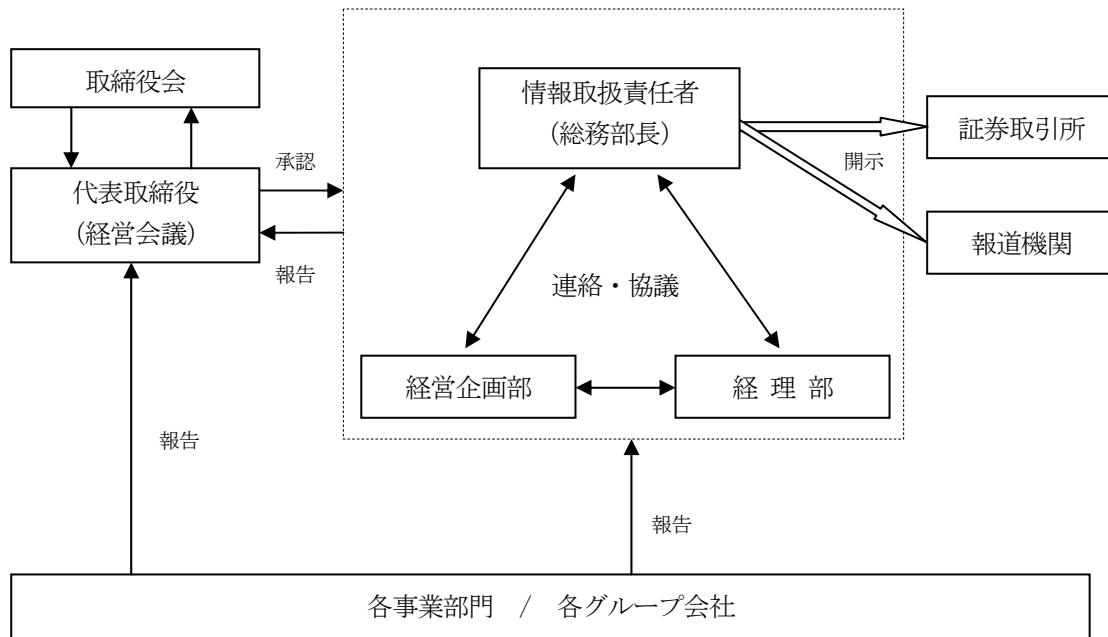 取締役会
代表取締役
（経営会議）
承認
報告
情報取扱責任者
（総務部長）
開示
証券取引所
報道機関
連絡・協議
経営企画部
経 理 部
報告
報告
各事業部門 / 各グループ会社